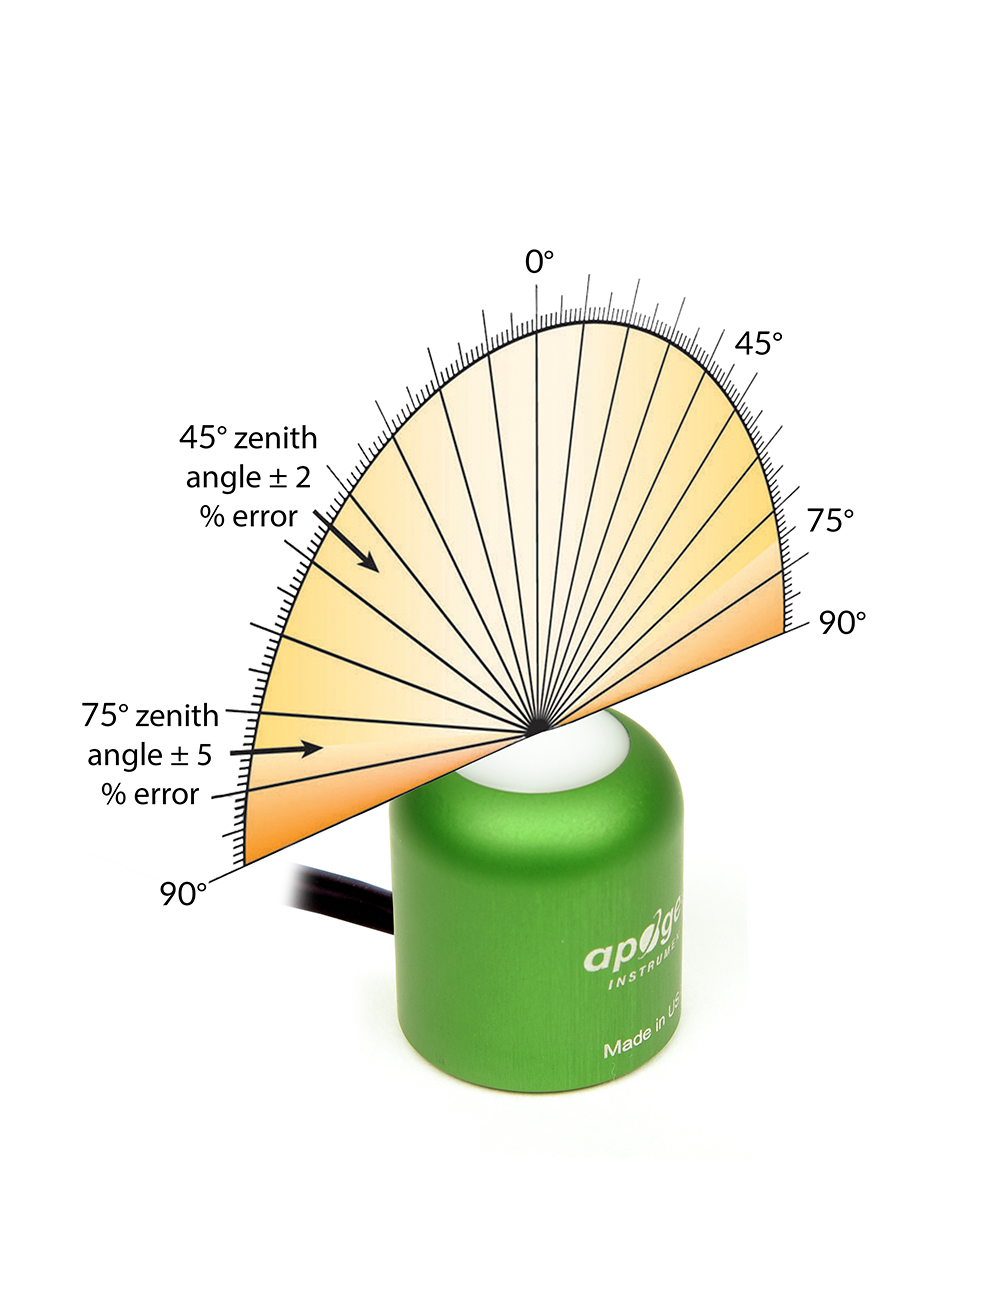 0°
45°
45° zenith
angle ± 2
% error
75°
90°
75° zenith
angle ± 5
% error
90°
apoge
INSTRUME
Made in US